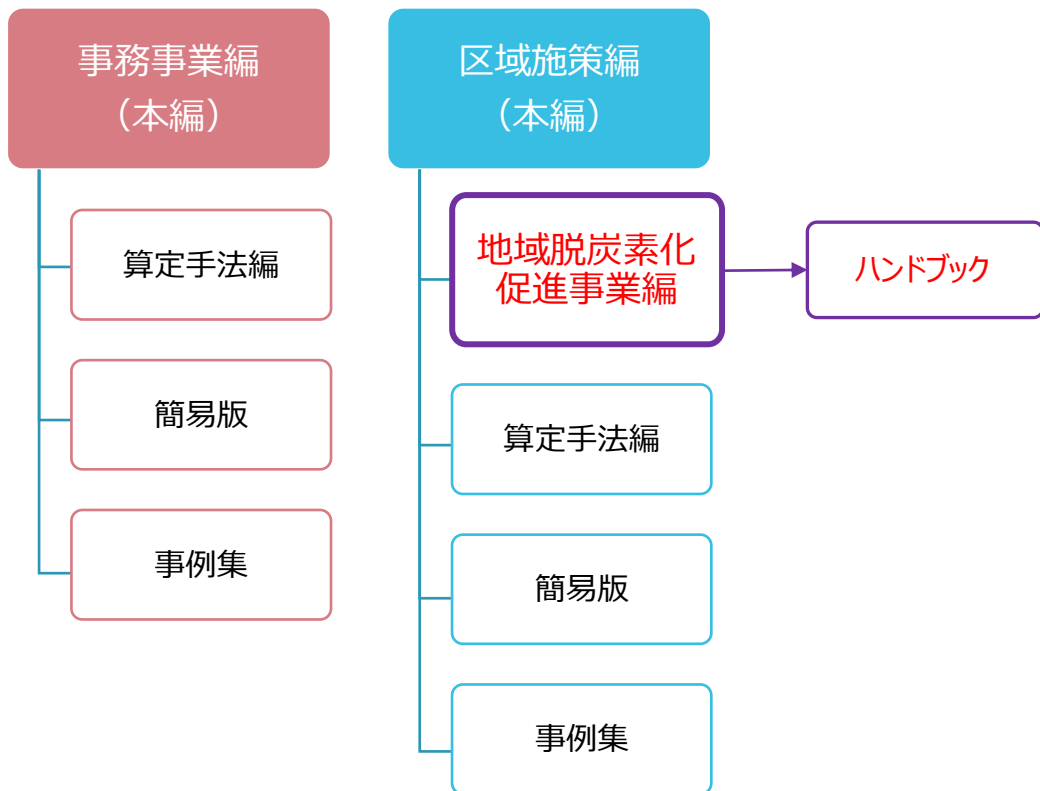 事務事業編
（本編）
算定手法編
簡易版
事例集
区域施策編
（本編）
地域脱炭素化
促進事業編
ハンドブック
算定手法編
簡易版
事例集